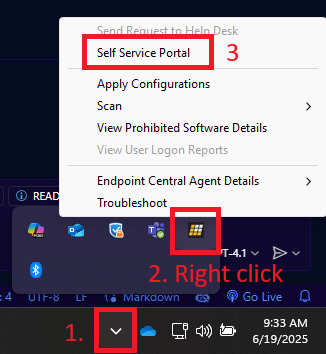 Send Request to Help Desk
Self Service Portal
3
Apply Configurations
Scan
View Prohibited Software Details
View User Logon Reports
Endpoint Central Agent Details
Troubleshoot
READ
PT-4.1
2. Right click
4 UTF-8 LF Markdown Go Live
1.
9:33 AM
6/19/2025